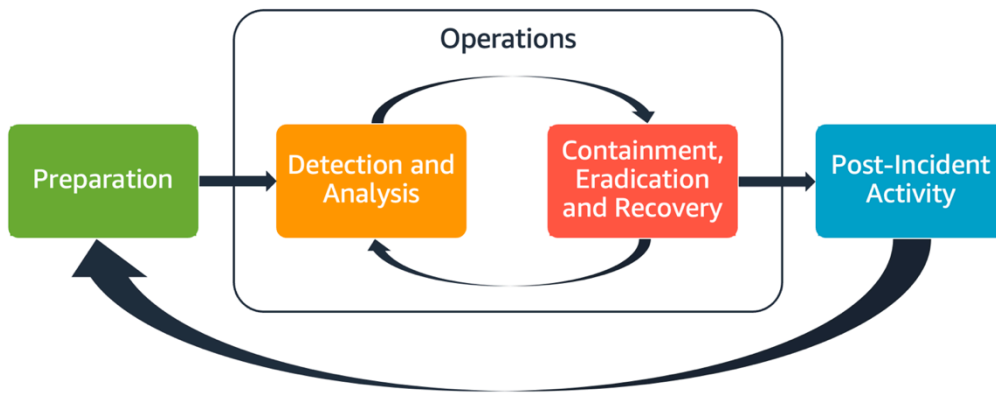 Operations
Preparation
Detection and
Analysis
Containment,
Eradication
and Recovery
Post-Incident
Activity